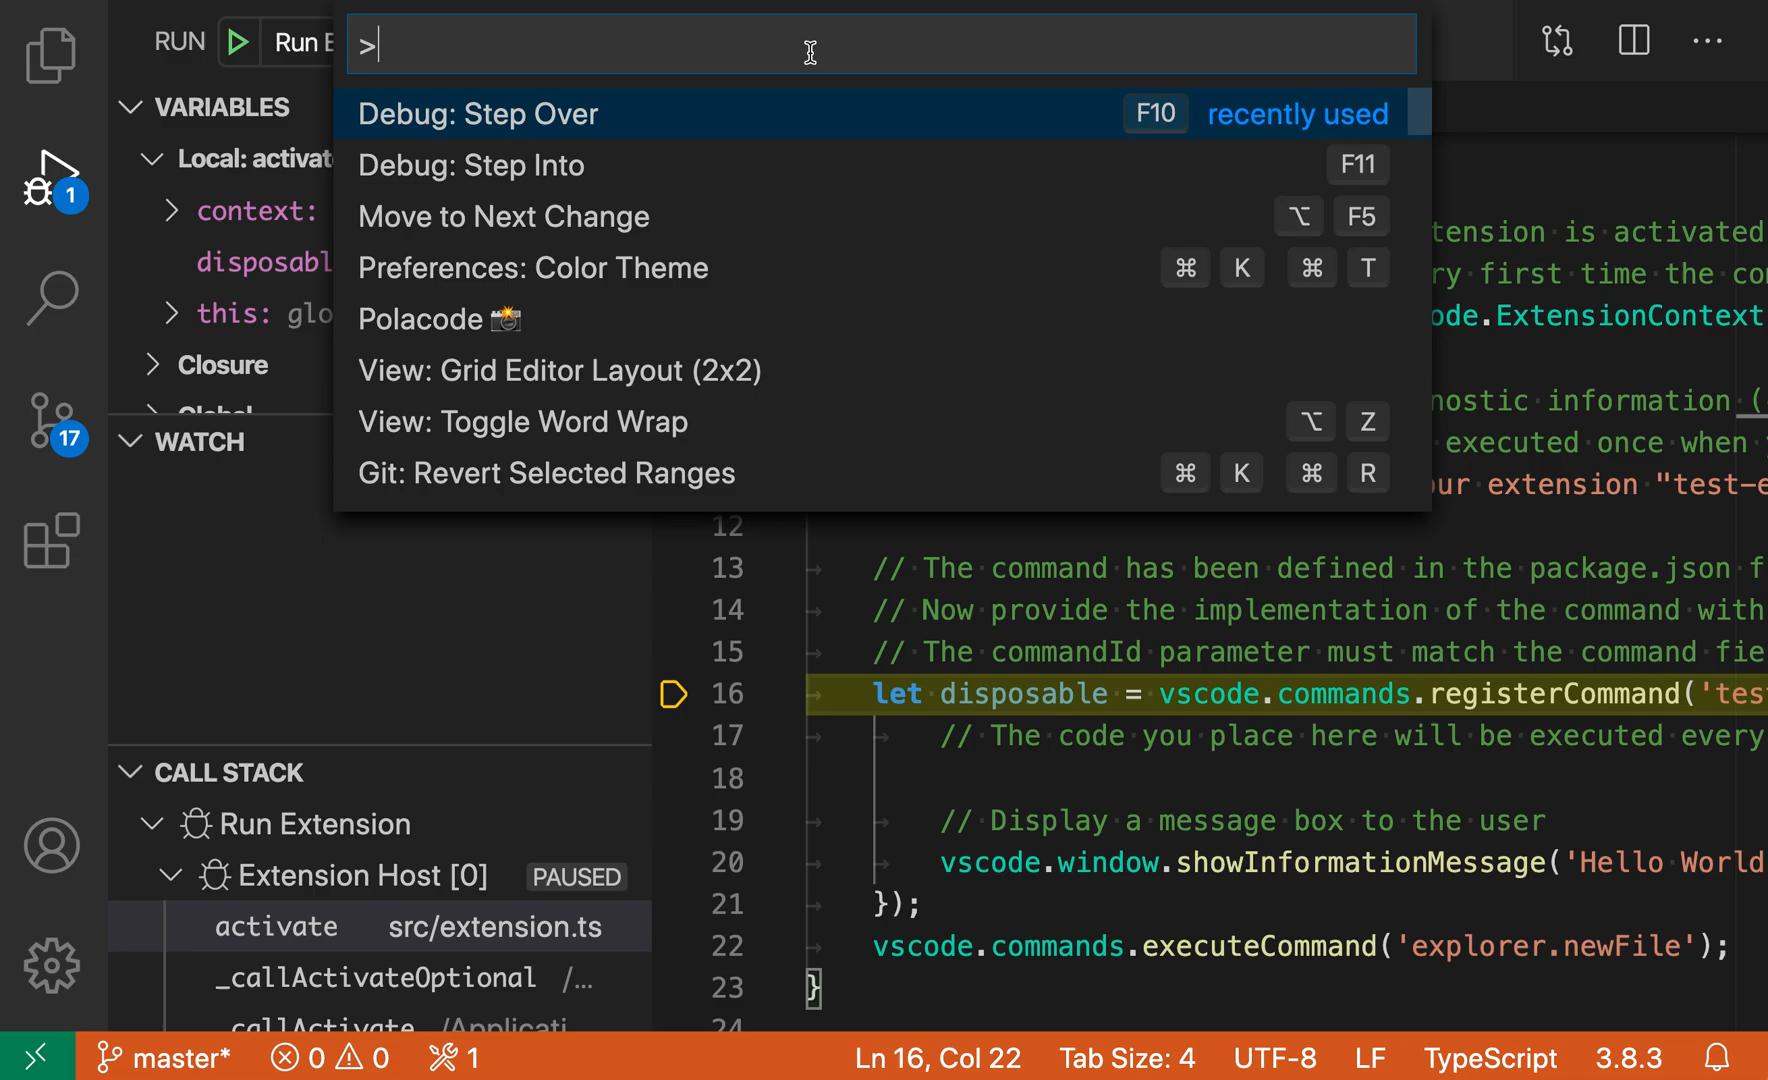 RUN
Run E
>
VARIABLES
Local: activat
context:
disposabl
this: glo
Closure
WATCH
1
17
Debug: Step Over F10 recently used
Debug: Step Into F11
Move to Next Change ⌥ F5
Preferences: Color Theme ⌘ K ⌘ T
Polacode 📸
View: Grid Editor Layout (2x2)
View: Toggle Word Wrap ⌥ Z
Git: Revert Selected Ranges ⌘ K ⌘ R
tension is activated
ry first time the co
ode.ExtensionContext
nostic information (
executed once when
ur extension "test-e
12
13 // The command has been defined in the package.json f
14 // Now provide the implementation of the command with
15 // The commandId parameter must match the command fie
16 let disposable = vscode.commands.registerCommand('tes
17 // The code you place here will be executed every
18
19 // Display a message box to the user
20 vscode.window.showInformationMessage('Hello World
21 });
22 vscode.commands.executeCommand('explorer.newFile');
23 }
24
CALL STACK
Run Extension
Extension Host [0] PAUSED
activate src/extension.ts
_callActivateOptional /...
master* 0 0 1 Ln 16, Col 22 Tab Size: 4 UTF-8 LF TypeScript 3.8.3